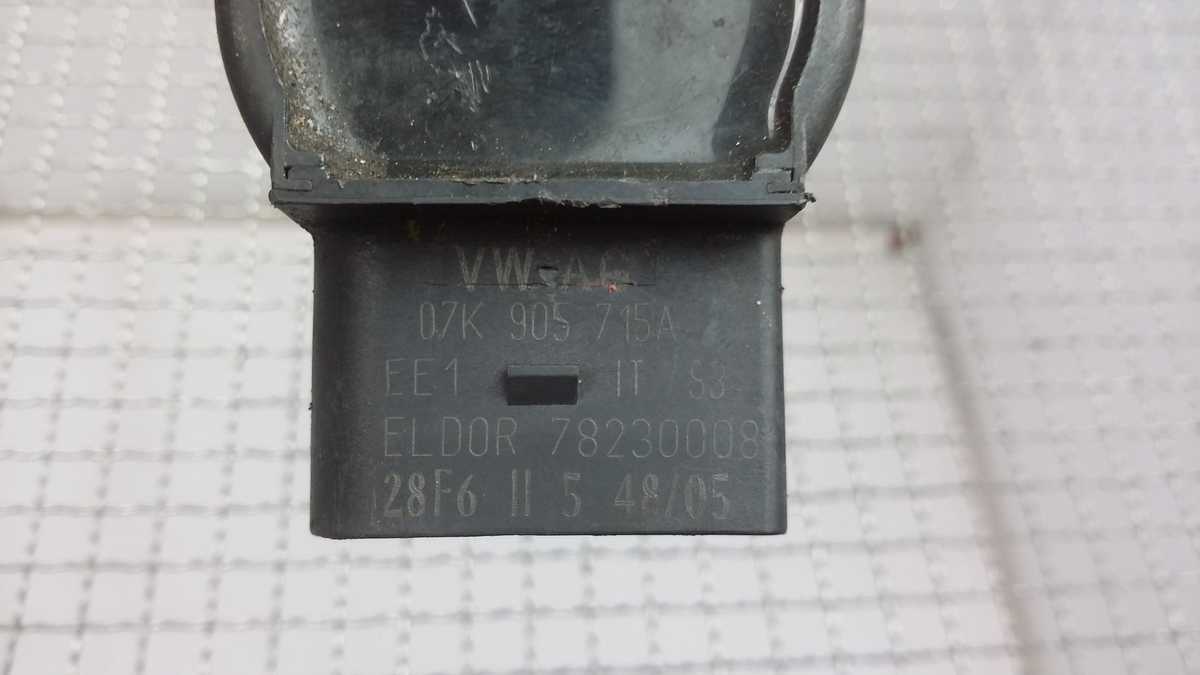 VW-AG
07K 905 715A
EE1 IT S3
ELDOR 78230008
28F6 II 5 48/05